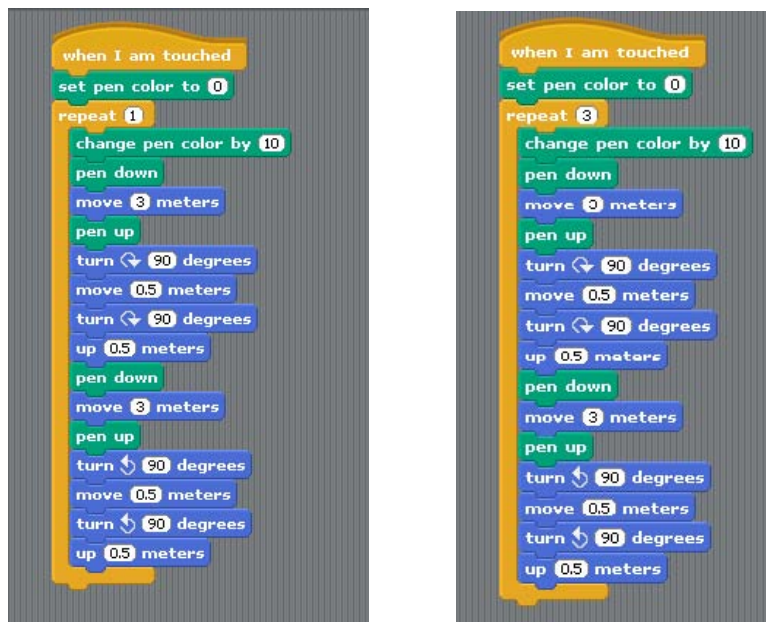 when I am touched
set pen color to 0
repeat 1
change pen color by 10
pen down
move 3 meters
pen up
turn 90 degrees
move 0.5 meters
turn 90 degrees
up 0.5 meters
pen down
move 3 meters
pen up
turn 90 degrees
move 0.5 meters
turn 90 degrees
up 0.5 meters
when I am touched
set pen color to 0
repeat 3
change pen color by 10
pen down
move meters
pen up
turn 90 degrees
move 0.5 meters
turn 90 degrees
up 0.5 meters
pen down
move 3 meters
pen up
turn 90 degrees
move 0.5 meters
turn 90 degrees
up 0.5 meters